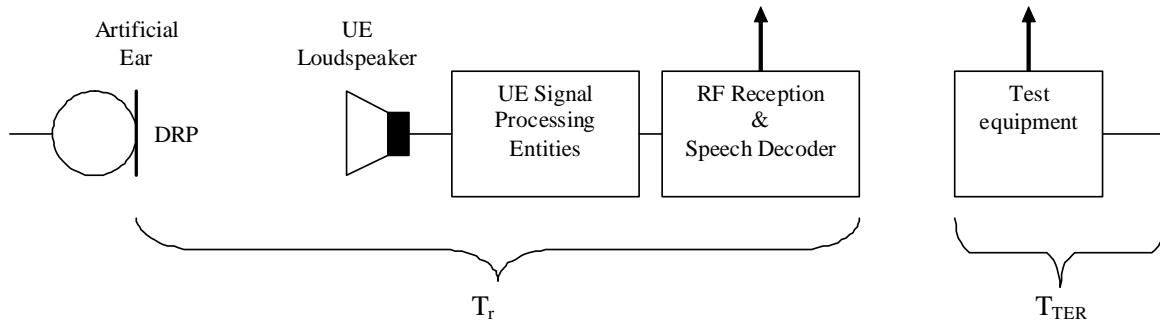 Artificial
Ear
UE
Loudspeaker
DRP
UE Signal
Processing
Entities
RF Reception
&
Speech Decoder
Test
equipment
Tr
TTER